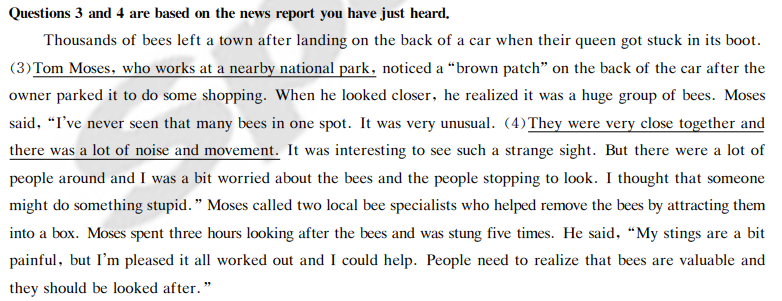 Questions 3 and 4 are based on the news report you have just heard.
Thousands of bees left a town after landing on the back of a car when their queen got stuck in its boot.
(3)Tom Moses, who works at a nearby national park, noticed a “brown patch” on the back of the car after the
owner parked it to do some shopping. When he looked closer, he realized it was a huge group of bees. Moses
said, “I’ve never seen that many bees in one spot. It was very unusual. (4)They were very close together and
there was a lot of noise and movement. It was interesting to see such a strange sight. But there were a lot of
people around and I was a bit worried about the bees and the people stopping to look. I thought that someone
might do something stupid.” Moses called two local bee specialists who helped remove the bees by attracting them
into a box. Moses spent three hours looking after the bees and was stung five times. He said, “My stings are a bit
painful, but I’m pleased it all worked out and I could help. People need to realize that bees are valuable and
they should be looked after.”